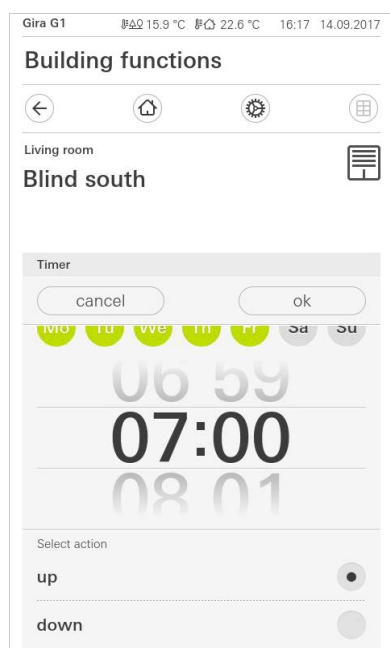 Gira G1 15.9 °C 22.6 °C 16:17 14.09.2017
Building functions
Living room
Blind south
Timer
cancel ok
Mo Tu We Th Fr Sa Su
06 59
07:00
08 01
Select action
up
down